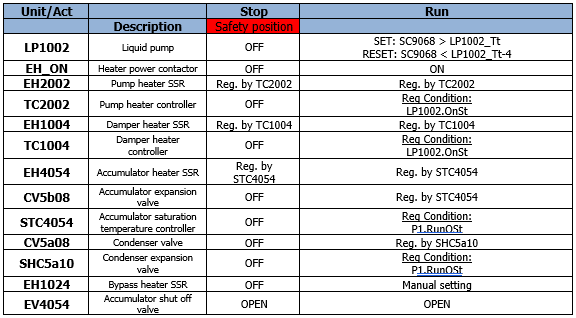 Unit/Act Stop Run
Description Safety position
LP1002 Liquid pump OFF SET: SC9068 > LP1002_Tt
RESET: SC9068 < LP1002_Tt-4
EH_ON Heater power contactor OFF ON
EH2002 Pump heater SSR Reg. by TC2002 Reg. by TC2002
TC2002 Pump heater controller OFF Req Condition:
LP1002.OnSt
EH1004 Damper heater SSR Reg. by TC1004 Reg. by TC1004
TC1004 Damper heater
controller OFF Req Condition:
LP1002.OnSt
EH4054 Accumulator heater SSR Reg. by
STC4054 Reg. by STC4054
CV5b08 Accumulator expansion
valve OFF Reg. by STC4054
STC4054 Accumulator saturation
temperature controller OFF Req Condition:
P1.RunOSt
CV5a08 Condenser valve OFF Reg. by SHC5a10
SHC5a10 Condenser expansion
valve OFF Req Condition:
P1.RunOSt
EH1024 Bypass heater SSR OFF Manual setting
EV4054 Accumulator shut off
valve OPEN OPEN